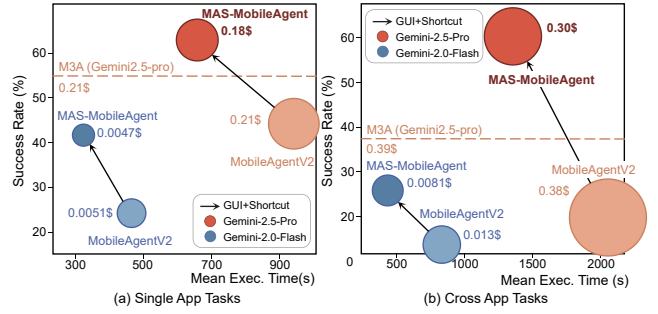 Success Rate (%)
60
50
40
30
20
MAS-MobileAgent
0.18$
M3A (Gemini2.5-pro)
0.21$
MAS-MobileAgent
0.0047$
0.21$
MobileAgentV2
0.0051$
MobileAgentV2
GUI+Shortcut
Gemini-2.5-Pro
Gemini-2.0-Flash
300
500
700
900
Mean Exec. Time(s)
(a) Single App Tasks
Success Rate (%)
60
40
20
GUI+Shortcut
Gemini-2.5-Pro
Gemini-2.0-Flash
0.30$
MAS-MobileAgent
M3A (Gemini2.5-pro)
0.39$
MAS-MobileAgent
0.0081$
MobileAgentV2
0.38$
MobileAgentV2
0.013$
500
1000
1500
2000
Mean Exec. Time(s)
(b) Cross App Tasks